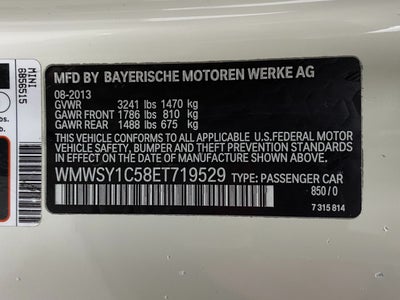 MINI
6856515
MFD BY BAYERISCHE MOTOREN WERKE AG
08-2013
GVWR 3241 lbs 1470 kg
GAWR FRONT 1786 lbs 810 kg
GAWR REAR 1488 lbs 675 kg
THIS VEHICLE CONFORMS TO ALL APPLICABLE U.S.FEDERAL MOTOR
VEHICLE SAFETY, BUMPER AND THEFT PREVENTION STANDARDS IN
EFFECT ON THE DATE OF MANUFACTURE SHOWN ABOVE.
WMWSY1C58ET719529 TYPE: PASSENGER CAR
850/0
7 315 814